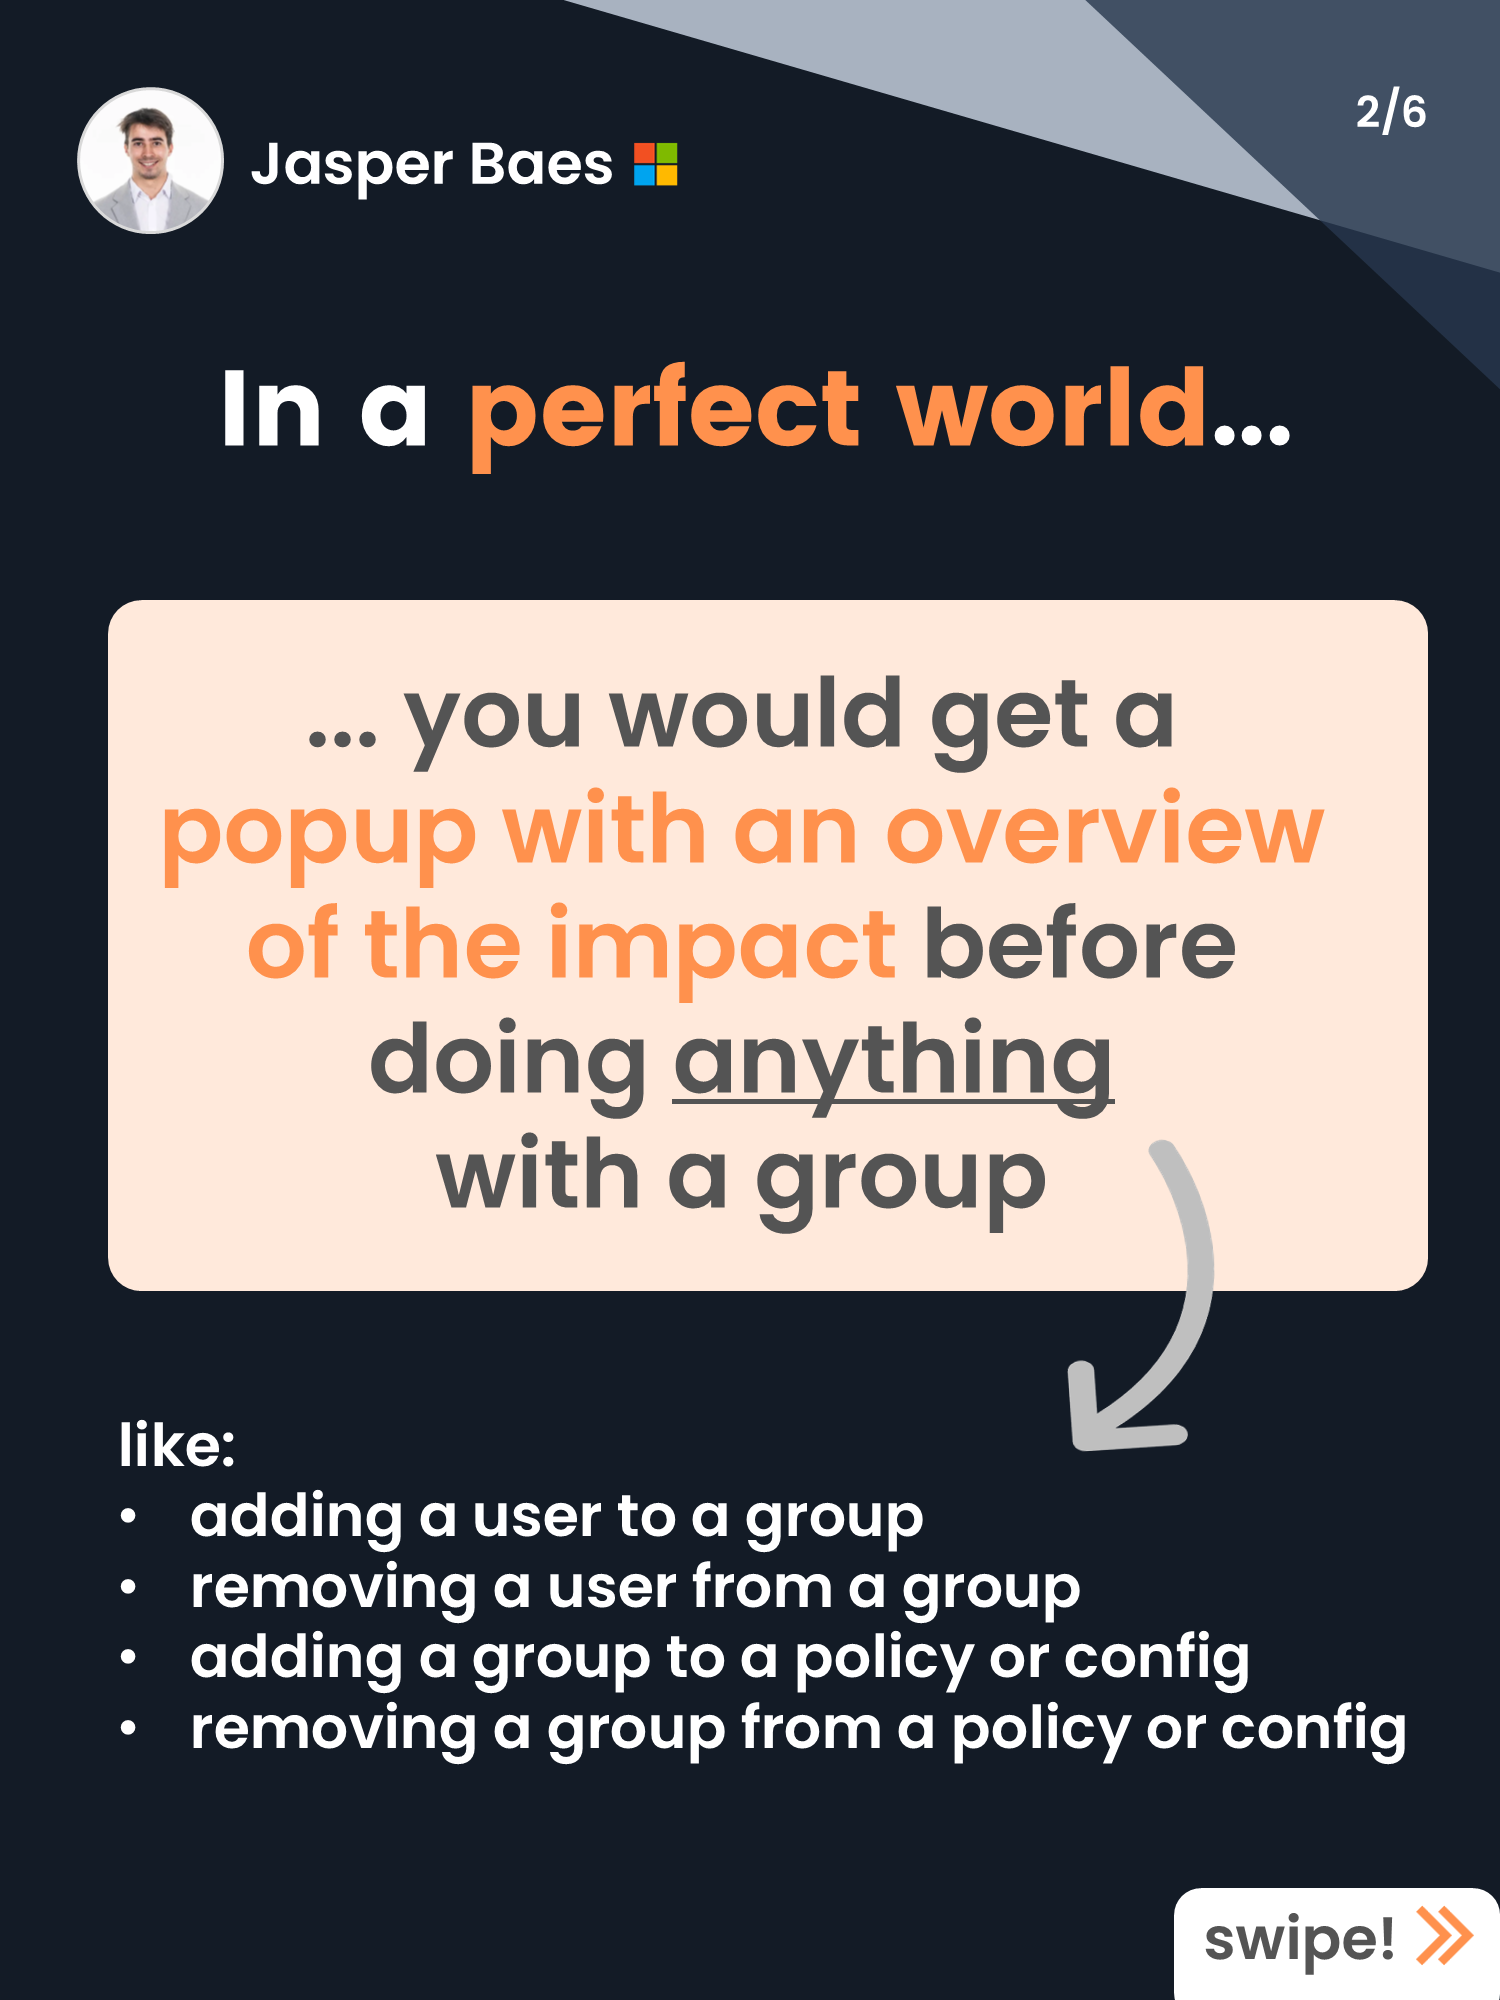 Jasper Baes
2/6
In a perfect world...
... you would get a
popup with an overview
of the impact before
doing anything
with a group
like:
• adding a user to a group
• removing a user from a group
• adding a group to a policy or config
• removing a group from a policy or config
swipe!